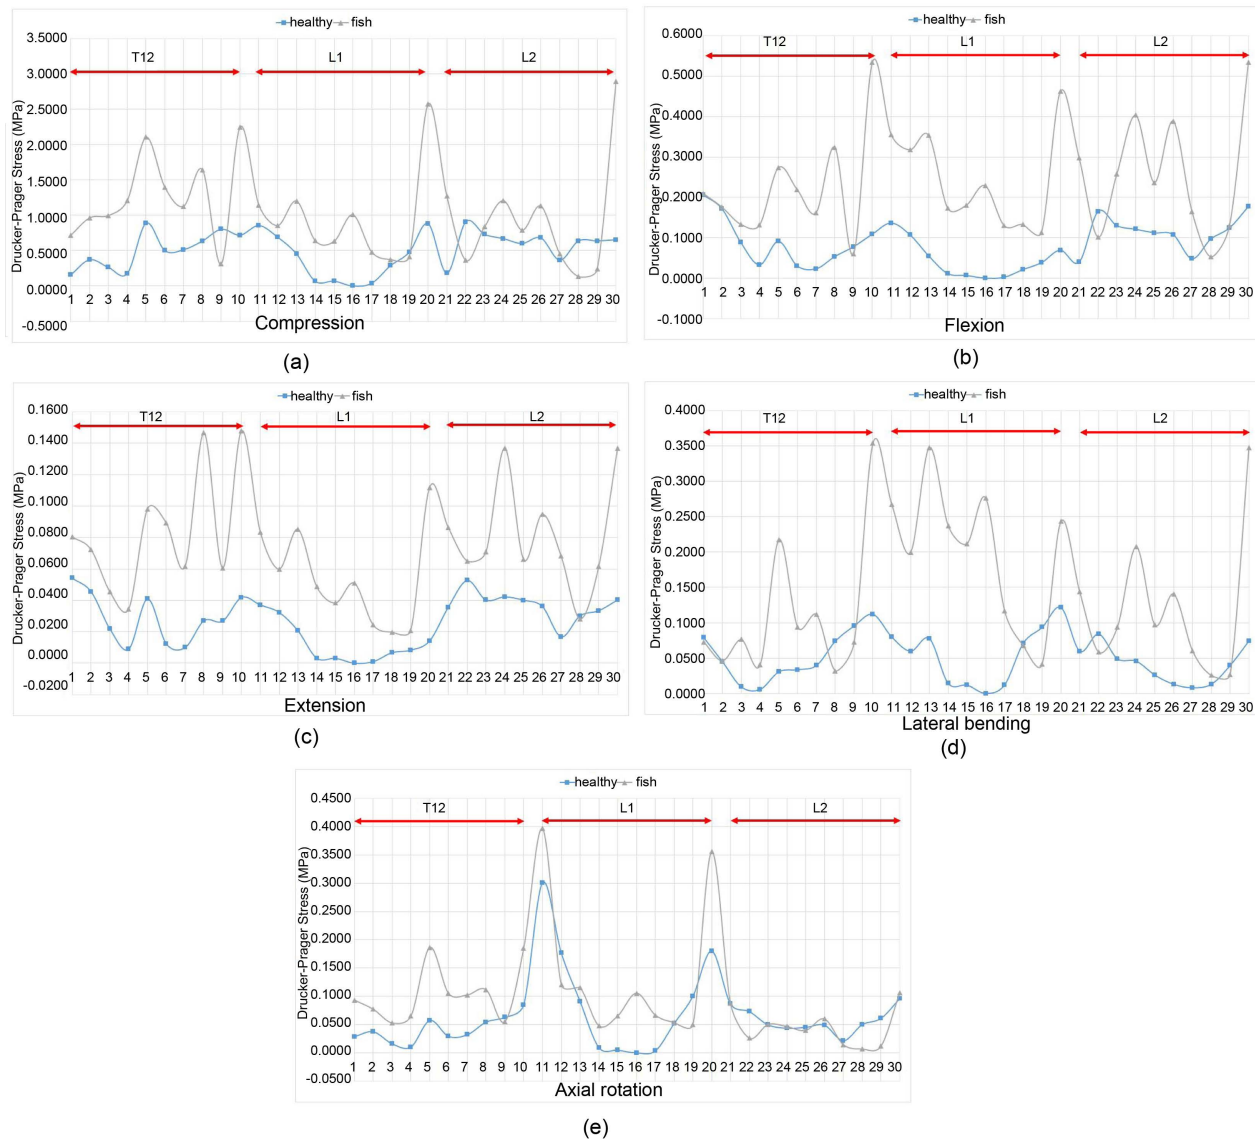 healthy fish
3.5000
3.0000
2.5000
2.0000
1.5000
1.0000
0.5000
0.0000
-0.5000
Drucker-Prager Stress (MPa)
T12 L1 L2
1 2 3 4 5 6 7 8 9 10 11 12 13 14 15 16 17 18 19 20 21 22 23 24 25 26 27 28 29 30
Compression
(a)
healthy fish
0.6000
0.5000
0.4000
0.3000
0.2000
0.1000
0.0000
-0.1000
Drucker-Prager Stress (MPa)
T12 L1 L2
1 2 3 4 5 6 7 8 9 10 11 12 13 14 15 16 17 18 19 20 21 22 23 24 25 26 27 28 29 30
Flexion
(b)
healthy fish
0.1600
0.1400
0.1200
0.1000
0.0800
0.0600
0.0400
0.0200
0.0000
-0.0200
Drucker-Prager Stress (MPa)
T12 L1 L2
1 2 3 4 5 6 7 8 9 10 11 12 13 14 15 16 17 18 19 20 21 22 23 24 25 26 27 28 29 30
Extension
(c)
healthy fish
0.4000
0.3500
0.3000
0.2500
0.2000
0.1500
0.1000
0.0500
0.0000
Drucker-Prager Stress (MPa)
T12 L1 L2
1 2 3 4 5 6 7 8 9 10 11 12 13 14 15 16 17 18 19 20 21 22 23 24 25 26 27 28 29 30
Lateral bending
(d)
healthy fish
0.4500
0.4000
0.3500
0.3000
0.2500
0.2000
0.1500
0.1000
0.0500
0.0000
-0.0500
Drucker-Prager Stress (MPa)
T12 L1 L2
1 2 3 4 5 6 7 8 9 10 11 12 13 14 15 16 17 18 19 20 21 22 23 24 25 26 27 28 29 30
Axial rotation
(e)